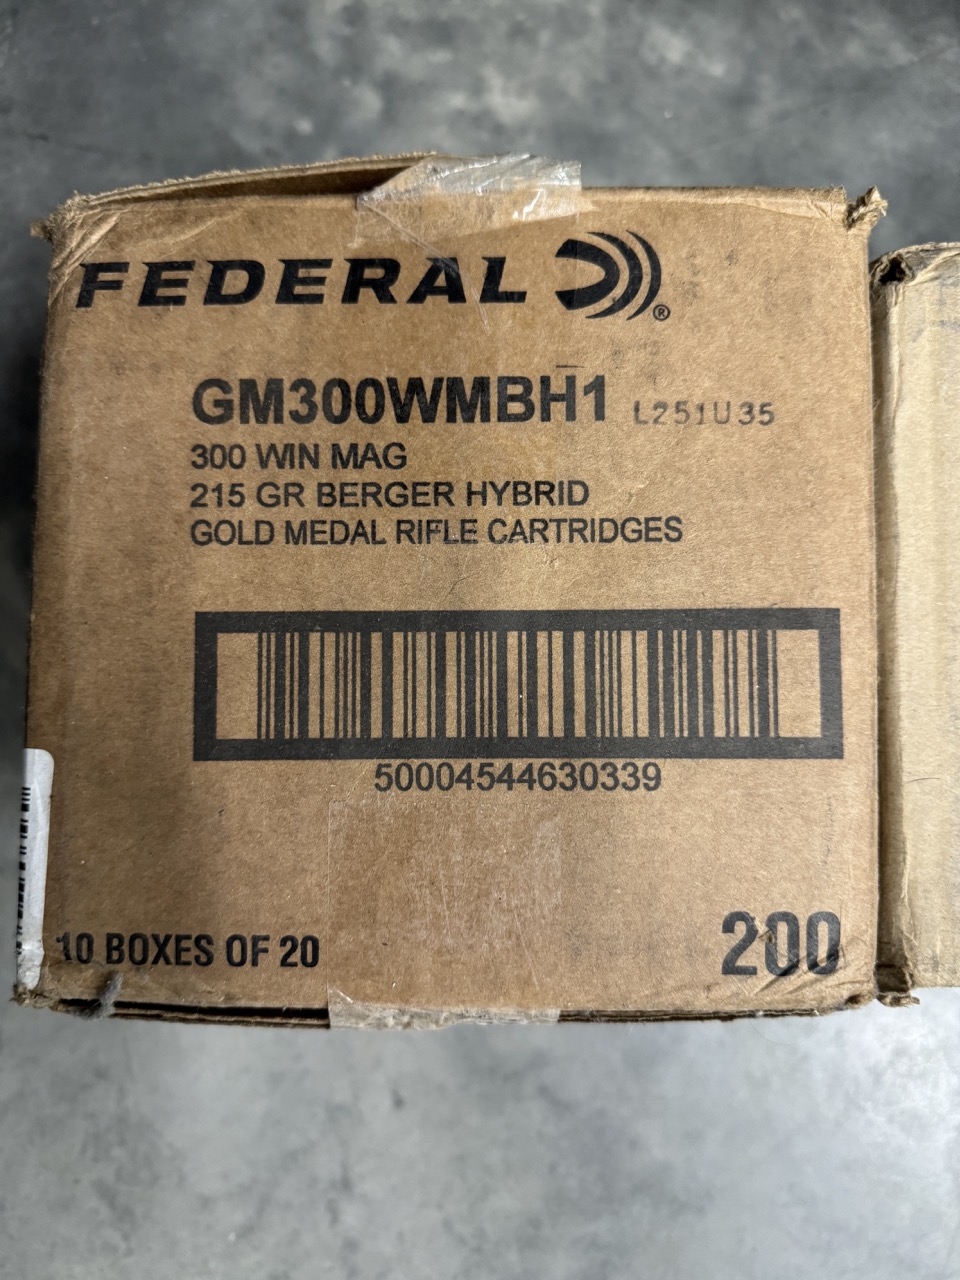 FEDERAL ®
GM300WMBH1 L251U35
300 WIN MAG
215 GR BERGER HYBRID
GOLD MEDAL RIFLE CARTRIDGES
50004544630339
10 BOXES OF 20
200